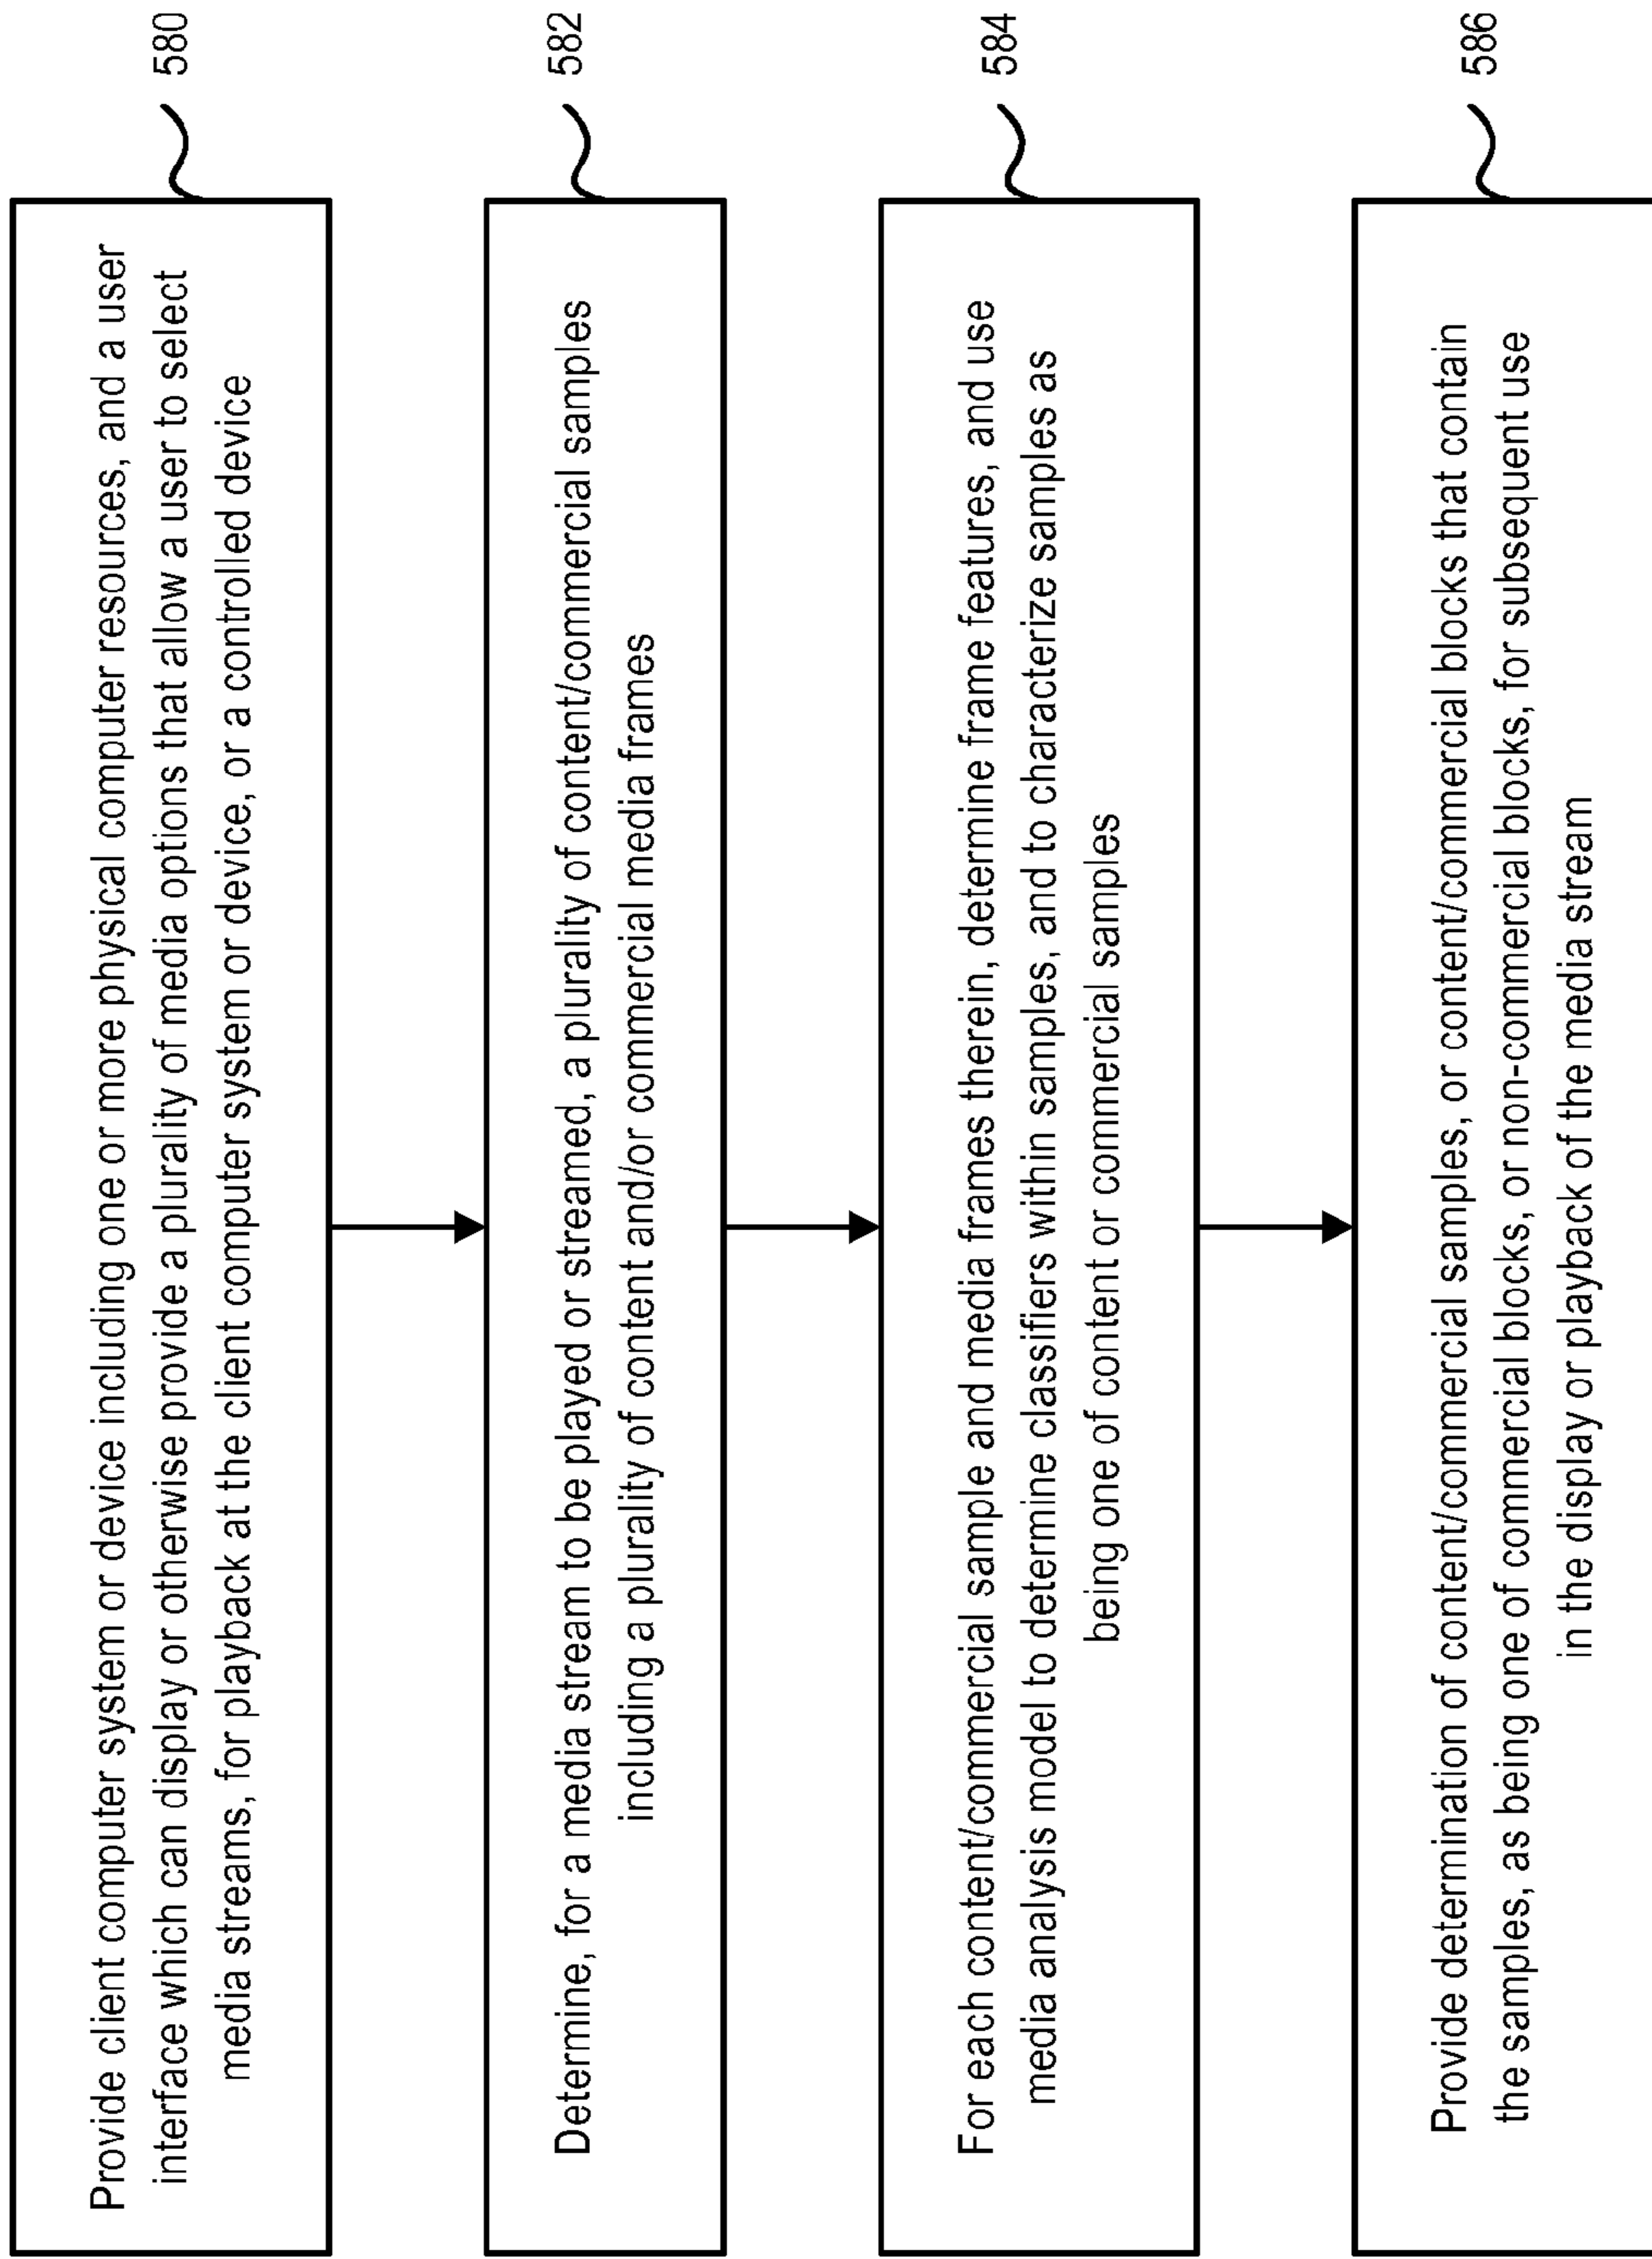 Provide client computer system or device including one or more physical computer resources, and a user
interface which can display or otherwise provide a plurality of media options that allow a user to select
media streams, for playback at the client computer system or device, or a controlled device
580
Determine, for a media stream to be played or streamed, a plurality of content/commercial samples
including a plurality of content and/or commercial media frames
582
For each content/commercial sample and media frames therein, determine frame features, and use
media analysis model to determine classifiers within samples, and to characterize samples as
being one of content or commercial samples
584
Provide determination of content/commercial samples, or content/commercial blocks that contain
the samples, as being one of commercial blocks, or non-commercial blocks, for subsequent use
in the display or playback of the media stream
586